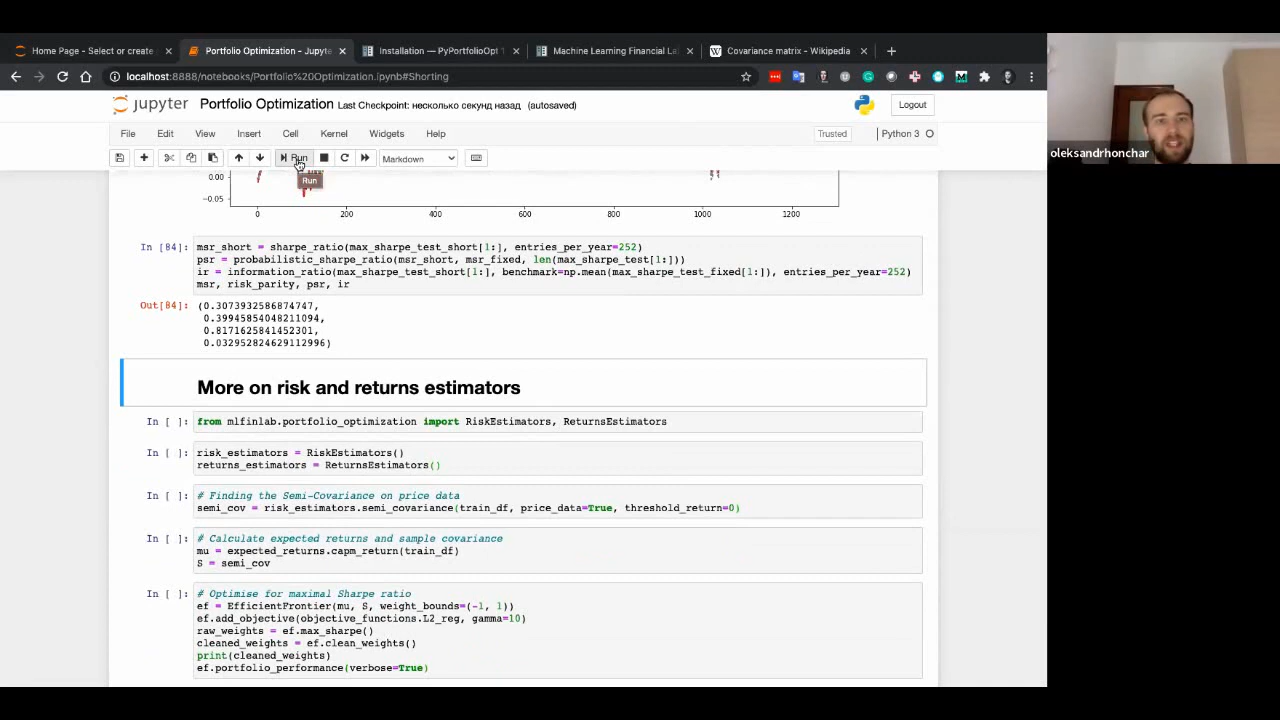 Home Page - Select or create
Portfolio Optimization - Jupyte
Installation — PyPortfolioOpt
Machine Learning Financial La
Covariance matrix - Wikipedia
localhost:8888/notebooks/Portfolio%20Optimization.ipynb#Shorting
jupyter Portfolio Optimization Last Checkpoint: несколько секунд назад (autosaved)
Logout
File Edit View Insert Cell Kernel Widgets Help
Trusted
Python 3
Run
Markdown
Run
0.00
−0.05
0 200 400 600 800 1000 1200
In [84]: msr_short = sharpe_ratio(max_sharpe_test_short[1:], entries_per_year=252)
psr = probabilistic_sharpe_ratio(msr_short, msr_fixed, len(max_sharpe_test[1:]))
ir = information_ratio(max_sharpe_test_short[1:], benchmark=np.mean(max_sharpe_test_fixed[1:]), entries_per_year=252)
msr, risk_parity, psr, ir
Out[84]: (0.3073932586874747,
0.39945854048211094,
0.8171625841452301,
0.032952824629112996)
More on risk and returns estimators
In [ ]: from mlfinlab.portfolio_optimization import RiskEstimators, ReturnsEstimators
In [ ]: risk_estimators = RiskEstimators()
returns_estimators = ReturnsEstimators()
In [ ]: # Finding the Semi-Covariance on price data
semi_cov = risk_estimators.semi_covariance(train_df, price_data=True, threshold_return=0)
In [ ]: # Calculate expected returns and sample covariance
mu = expected_returns.capm_return(train_df)
S = semi_cov
In [ ]: # Optimise for maximal Sharpe ratio
ef = EfficientFrontier(mu, S, weight_bounds=(-1, 1))
ef.add_objective(objective_functions.L2_reg, gamma=10)
raw_weights = ef.max_sharpe()
cleaned_weights = ef.clean_weights()
print(cleaned_weights)
ef.portfolio_performance(verbose=True)
oleksandrhonchar